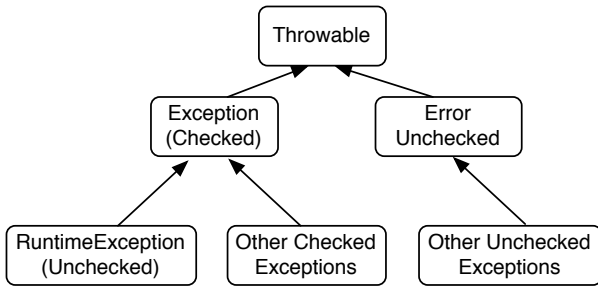 Throwable
Exception
(Checked)
Error
Unchecked
RuntimeException
(Unchecked)
Other Checked
Exceptions
Other Unchecked
Exceptions